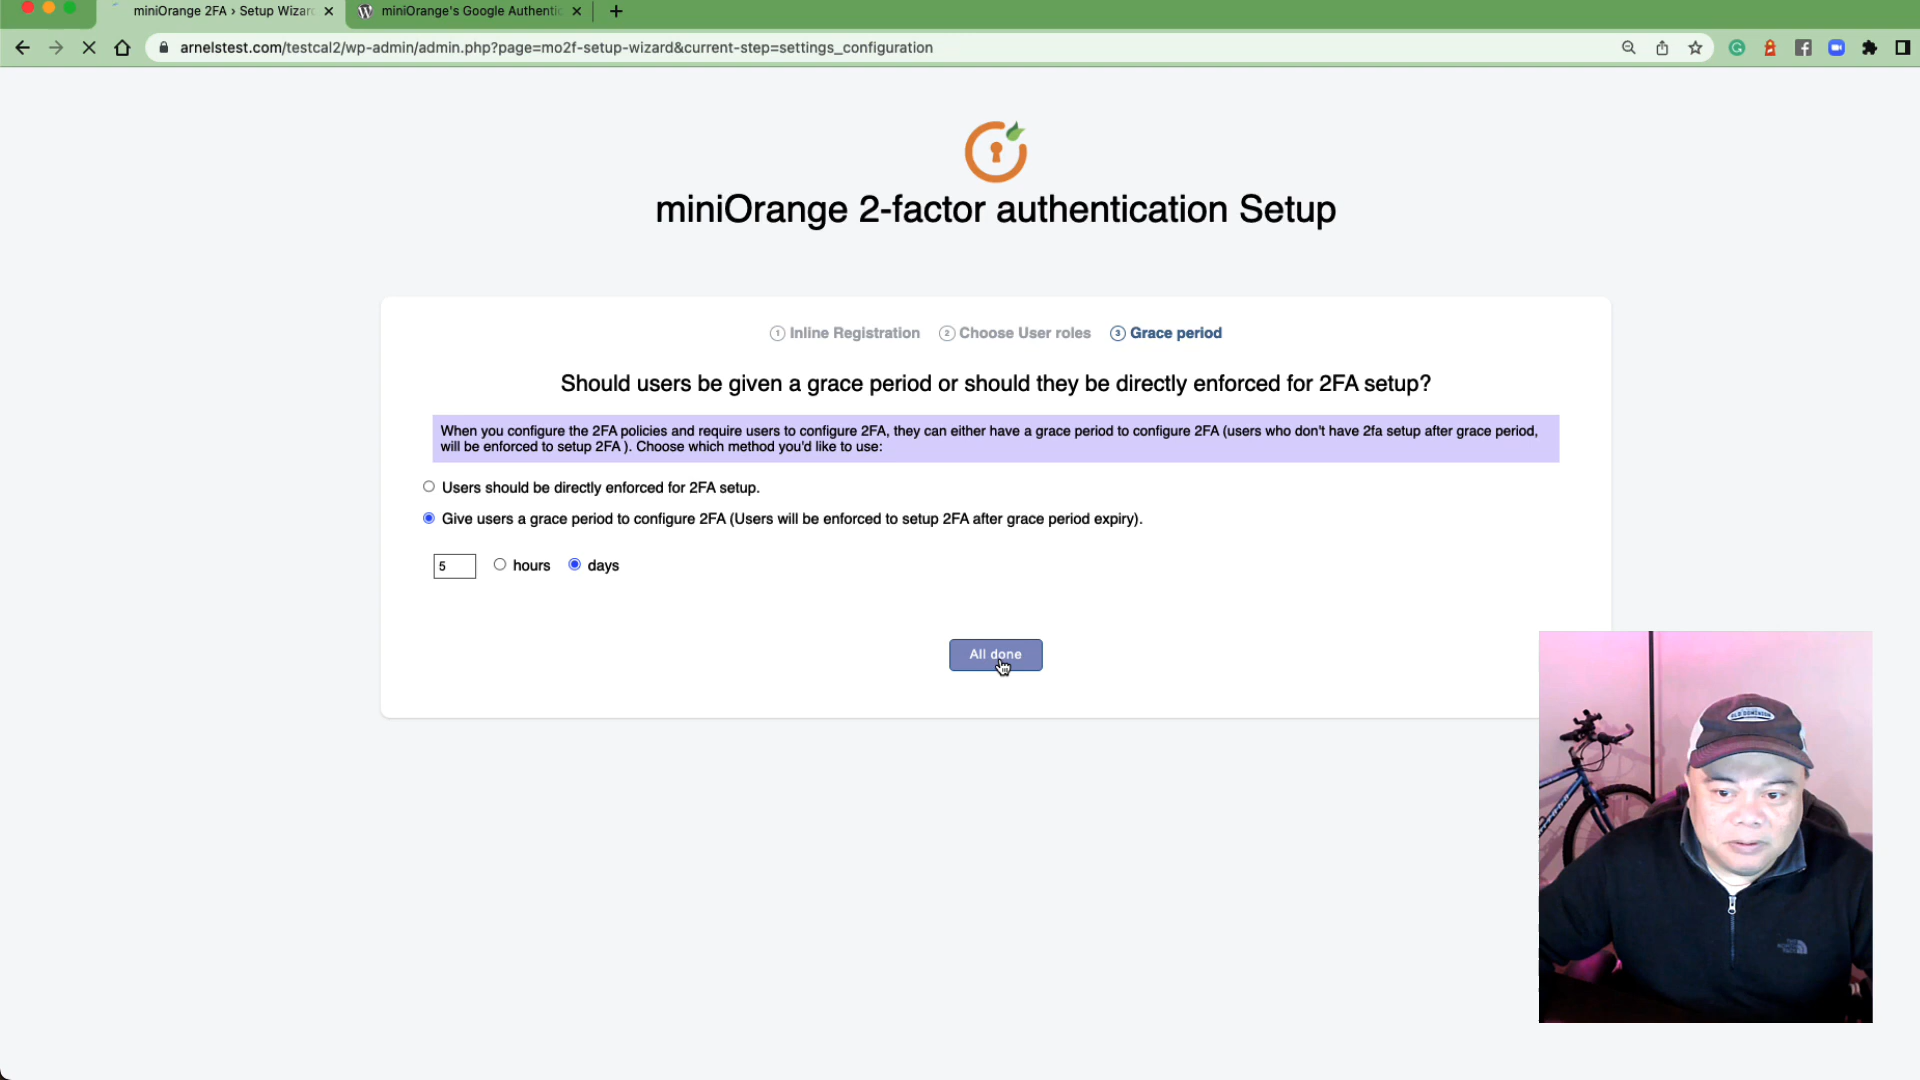 miniOrange 2FA › Setup Wizar
miniOrange's Google Authentic
arnelstest.com/testcal2/wp-admin/admin.php?page=mo2f-setup-wizard&current-step=settings_configuration
miniOrange 2-factor authentication Setup
1 Inline Registration 2 Choose User roles 3 Grace period
Should users be given a grace period or should they be directly enforced for 2FA setup?
When you configure the 2FA policies and require users to configure 2FA, they can either have a grace period to configure 2FA (users who don't have 2fa setup after grace period,
will be enforced to setup 2FA ). Choose which method you'd like to use:
Users should be directly enforced for 2FA setup.
Give users a grace period to configure 2FA (Users will be enforced to setup 2FA after grace period expiry).
5 hours days
All done
OLD DOMINION